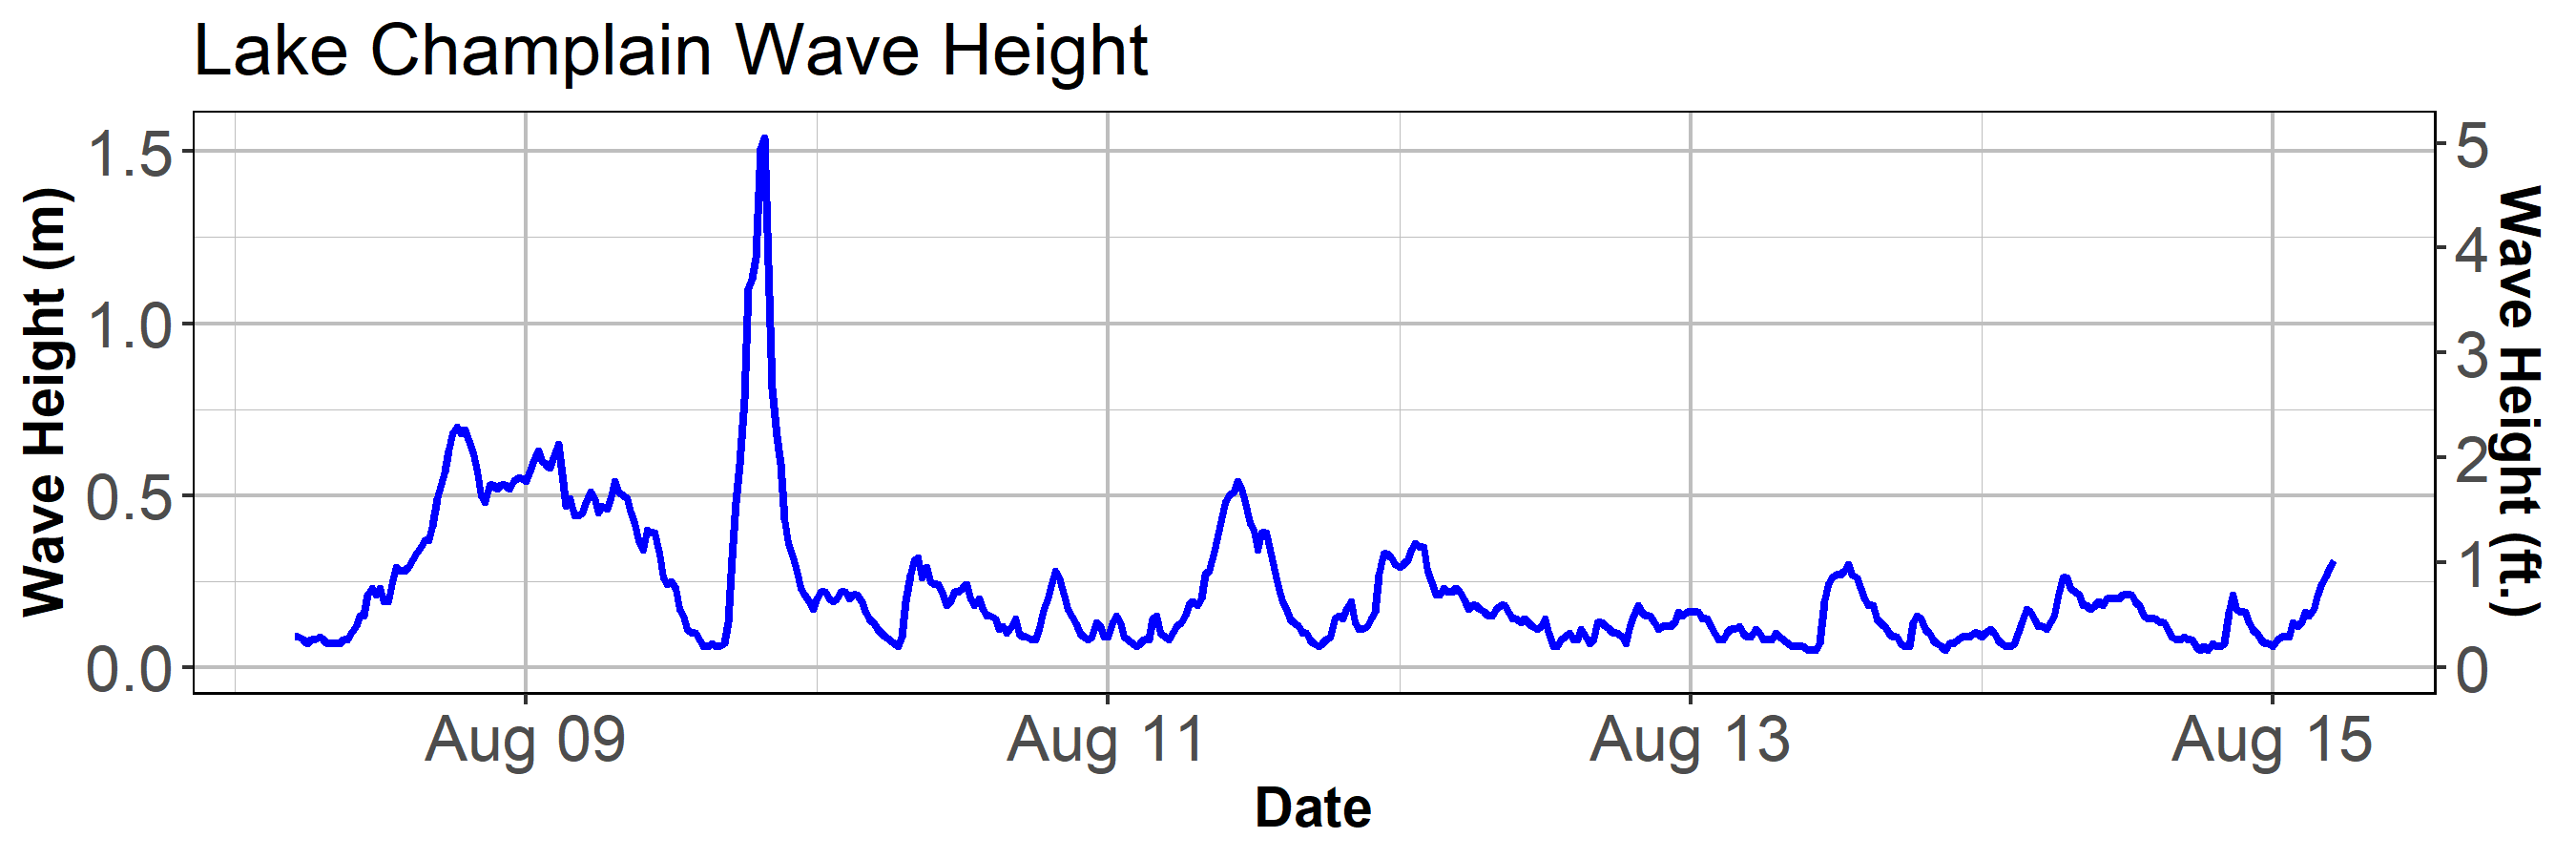 Lake Champlain Wave Height
Wave Height (m)
1.5
1.0
0.5
0.0
5
4
3
2
1
0
Wave Height (ft.)
Aug 09
Aug 11
Aug 13
Aug 15
Date